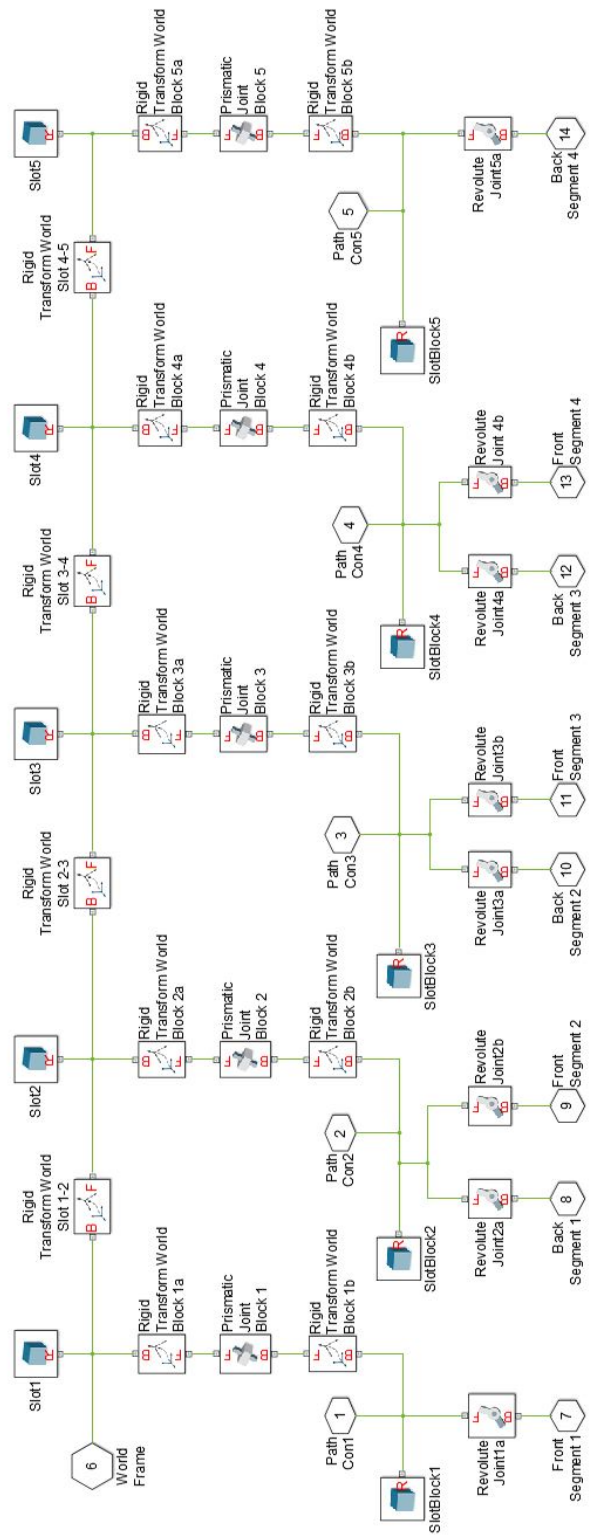 6
World
Frame
R
Slot1
B
F
Rigid
Transform World
Block 1a
F
B
Prismatic
Joint
Block 1
F
B
Rigid
Transform World
Block 1b
Path
Con1
1
R
SlotBlock1
F
B
Revolute
Joint1a
Front
Segment 1
7
Rigid
Transform World
Slot 1-2
B F
R
Slot2
B
F
Rigid
Transform World
Block 2a
F
B
Prismatic
Joint
Block 2
F
B
Rigid
Transform World
Block 2b
Path
Con2
2
R
SlotBlock2
F
B
Revolute
Joint2a
Back
Segment 1
8
F
B
Revolute
Joint2b
9
Front
Segment 2
Rigid
Transform World
Slot 2-3
B F
R
Slot3
B
F
Rigid
Transform World
Block 3a
F
B
Prismatic
Joint
Block 3
F
B
Rigid
Transform World
Block 3b
Path
Con3
3
R
SlotBlock3
F
B
Revolute
Joint3a
Back
Segment 2
10
F
B
Revolute
Joint3b
11
Front
Segment 3
Rigid
Transform World
Slot 3-4
B F
R
Slot4
B
F
Rigid
Transform World
Block 4a
F
B
Prismatic
Joint
Block 4
F
B
Rigid
Transform World
Block 4b
Path
Con4
4
R
SlotBlock4
F
B
Revolute
Joint4a
Back
Segment 3
12
F
B
Revolute
Joint 4b
13
Front
Segment 4
Rigid
Transform World
Slot 4-5
B F
R
Slot5
B
F
Rigid
Transform World
Block 5a
F
B
Prismatic
Joint
Block 5
F
B
Rigid
Transform World
Block 5b
Path
Con5
5
R
SlotBlock5
F
B
Revolute
Joint5a
Back
Segment 4
14